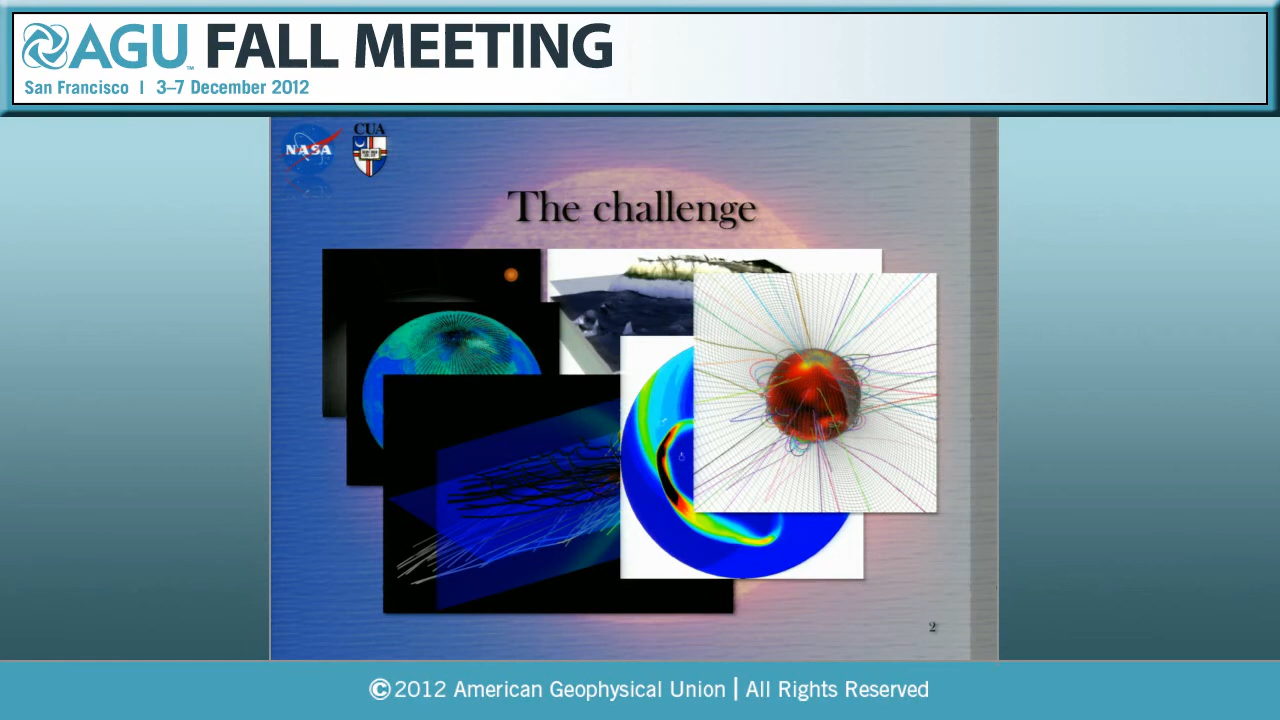 AGU™ FALL MEETING
San Francisco | 3–7 December 2012
NASA
CUA
The challenge
2
©2012 American Geophysical Union | All Rights Reserved